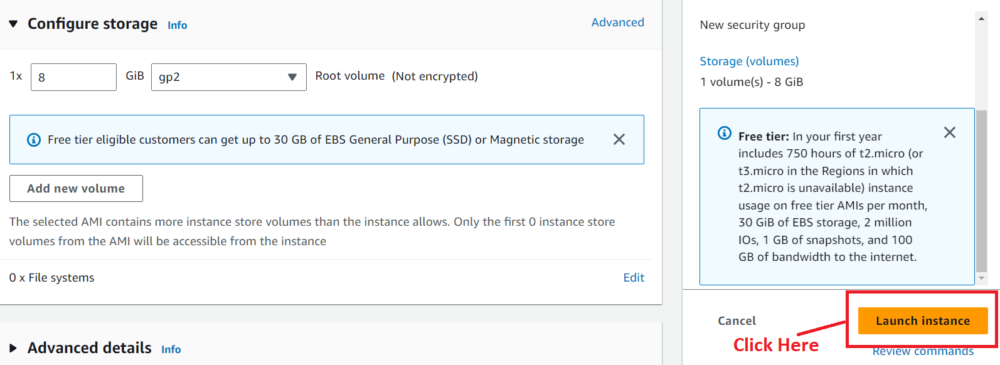 Configure storage Info
Advanced
1x 8 GiB gp2 Root volume (Not encrypted)
Free tier eligible customers can get up to 30 GB of EBS General Purpose (SSD) or Magnetic storage
Add new volume
The selected AMI contains more instance store volumes than the instance allows. Only the first 0 instance store
volumes from the AMI will be accessible from the instance
0 x File systems
Edit
Advanced details Info
New security group
Storage (volumes)
1 volume(s) - 8 GiB
Free tier: In your first year
includes 750 hours of t2.micro (or
t3.micro in the Regions in which
t2.micro is unavailable) instance
usage on free tier AMIs per month,
30 GiB of EBS storage, 2 million
IOs, 1 GB of snapshots, and 100
GB of bandwidth to the internet.
Cancel
Launch instance
Click Here
Review commands